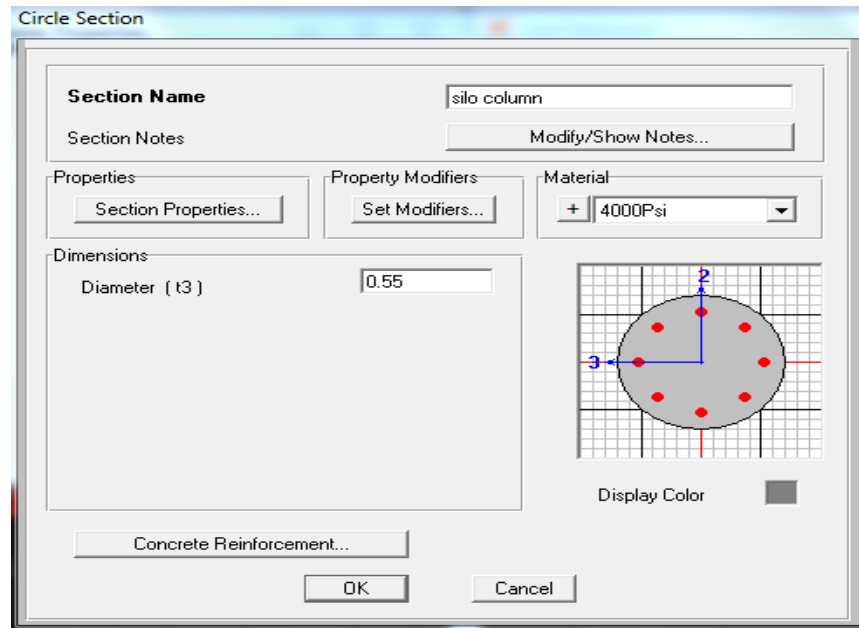 Circle Section
Section Name
silo column
Section Notes
Modify/Show Notes...
Properties
Section Properties...
Property Modifiers
Set Modifiers...
Material
+ 4000Psi
Dimensions
Diameter ( t3 )
0.55
2
3
Display Color
Concrete Reinforcement...
OK
Cancel